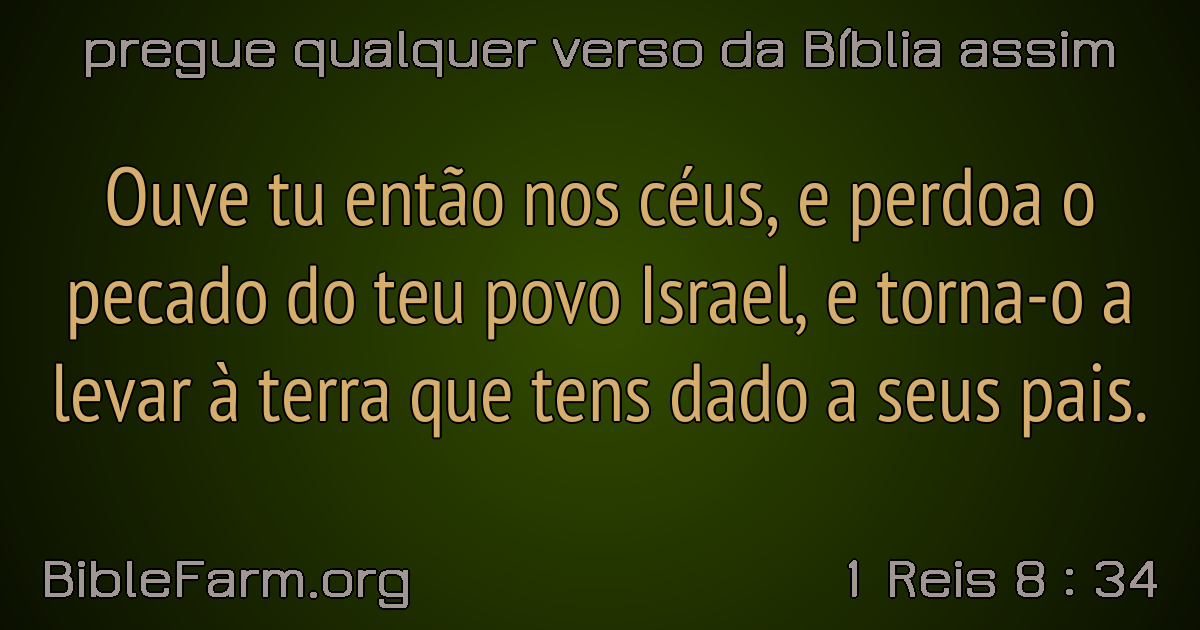 pregue qualquer verso da Bíblia assim
Ouve tu então nos céus, e perdoa o
pecado do teu povo Israel, e torna-o a
levar à terra que tens dado a seus pais.
BibleFarm.org
1 Reis 8 : 34